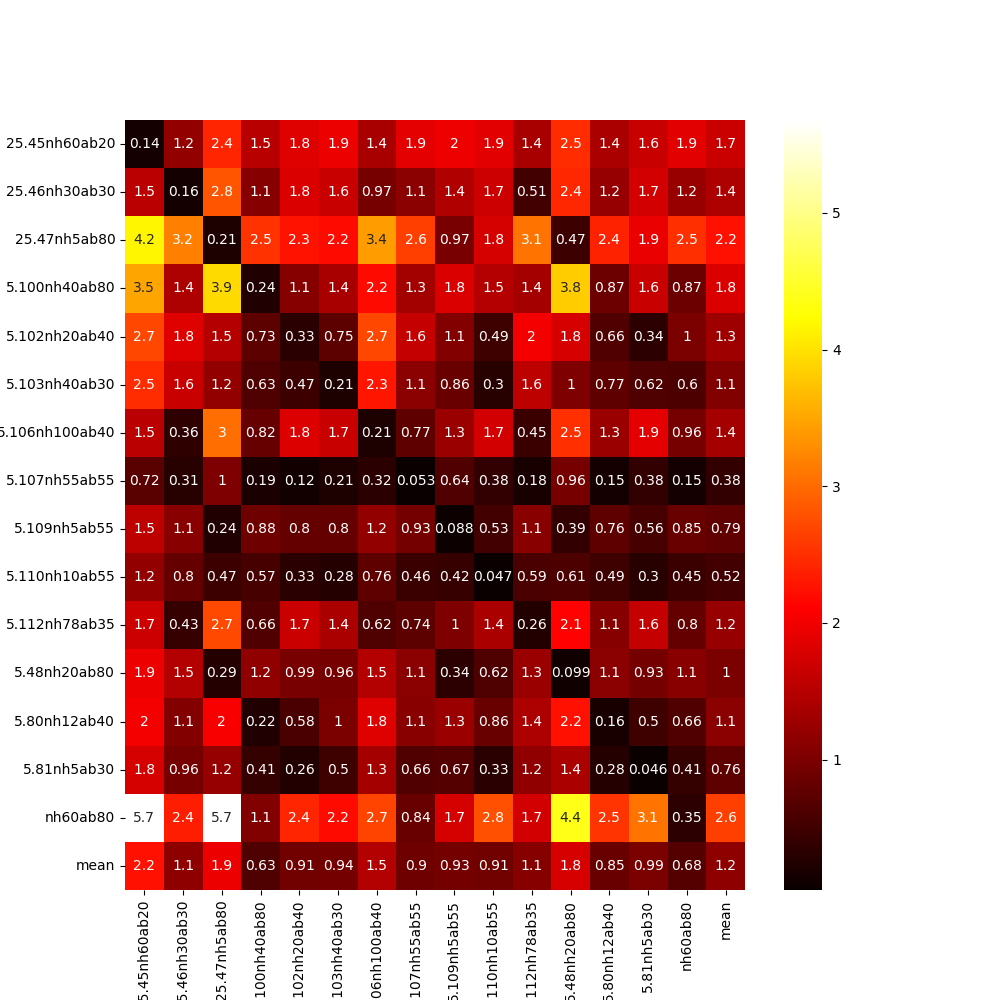 25.45nh60ab20 0.14 1.2 2.4 1.5 1.8 1.9 1.4 1.9 2 1.9 1.4 2.5 1.4 1.6 1.9 1.7
25.46nh30ab30 1.5 0.16 2.8 1.1 1.8 1.6 0.97 1.1 1.4 1.7 0.51 2.4 1.2 1.7 1.2 1.4
25.47nh5ab80 4.2 3.2 0.21 2.5 2.3 2.2 3.4 2.6 0.97 1.8 3.1 0.47 2.4 1.9 2.5 2.2
5.100nh40ab80 3.5 1.4 3.9 0.24 1.1 1.4 2.2 1.3 1.8 1.5 1.4 3.8 0.87 1.6 0.87 1.8
5.102nh20ab40 2.7 1.8 1.5 0.73 0.33 0.75 2.7 1.6 1.1 0.49 2 1.8 0.66 0.34 1 1.3
5.103nh40ab30 2.5 1.6 1.2 0.63 0.47 0.21 2.3 1.1 0.86 0.3 1.6 1 0.77 0.62 0.6 1.1
5.106nh100ab40 1.5 0.36 3 0.82 1.8 1.7 0.21 0.77 1.3 1.7 0.45 2.5 1.3 1.9 0.96 1.4
5.107nh55ab55 0.72 0.31 1 0.19 0.12 0.21 0.32 0.053 0.64 0.38 0.18 0.96 0.15 0.38 0.15 0.38
5.109nh5ab55 1.5 1.1 0.24 0.88 0.8 0.8 1.2 0.93 0.088 0.53 1.1 0.39 0.76 0.56 0.85 0.79
5.110nh10ab55 1.2 0.8 0.47 0.57 0.33 0.28 0.76 0.46 0.42 0.047 0.59 0.61 0.49 0.3 0.45 0.52
5.112nh78ab35 1.7 0.43 2.7 0.66 1.7 1.4 0.62 0.74 1 1.4 0.26 2.1 1.1 1.6 0.8 1.2
5.48nh20ab80 1.9 1.5 0.29 1.2 0.99 0.96 1.5 1.1 0.34 0.62 1.3 0.099 1.1 0.93 1.1 1
5.80nh12ab40 2 1.1 2 0.22 0.58 1 1.8 1.1 1.3 0.86 1.4 2.2 0.16 0.5 0.66 1.1
5.81nh5ab30 1.8 0.96 1.2 0.41 0.26 0.5 1.3 0.66 0.67 0.33 1.2 1.4 0.28 0.046 0.41 0.76
nh60ab80 5.7 2.4 5.7 1.1 2.4 2.2 2.7 0.84 1.7 2.8 1.7 4.4 2.5 3.1 0.35 2.6
mean 2.2 1.1 1.9 0.63 0.91 0.94 1.5 0.9 0.93 0.91 1.1 1.8 0.85 0.99 0.68 1.2
5.45nh60ab20
5.46nh30ab30
25.47nh5ab80
100nh40ab80
102nh20ab40
103nh40ab30
06nh100ab40
107nh55ab55
5.109nh5ab55
110nh10ab55
112nh78ab35
5.48nh20ab80
5.80nh12ab40
5.81nh5ab30
nh60ab80
mean
5
4
3
2
1